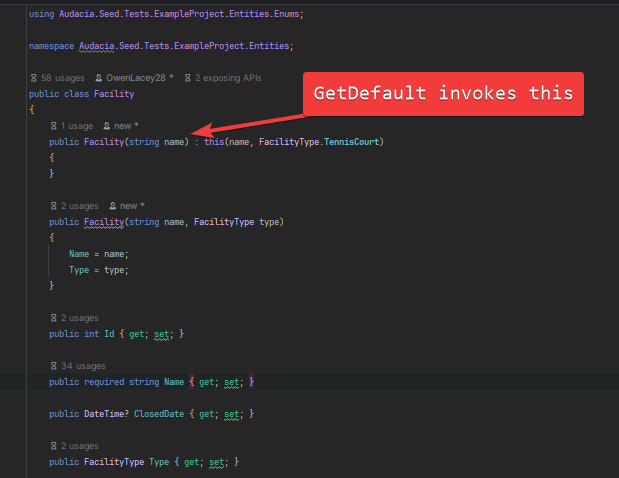 using Audacia.Seed.Tests.ExampleProject.Entities.Enums;
namespace Audacia.Seed.Tests.ExampleProject.Entities;
58 usages OwenLacey28 * 2 exposing APIs
public class Facility
{
GetDefault invokes this
1 usage new *
public Facility(string name) : this(name, FacilityType.TennisCourt)
{
}
2 usages new *
public Facility(string name, FacilityType type)
{
Name = name;
Type = type;
}
2 usages
public int Id { get; set; }
34 usages
public required string Name { get; set; }
public DateTime? ClosedDate { get; set; }
2 usages
public FacilityType Type { get; set; }